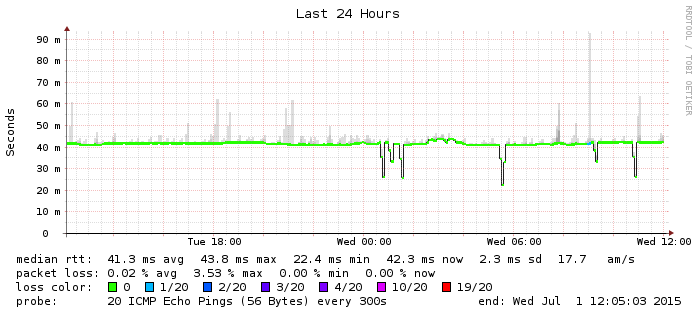 Last 24 Hours
RRDTOOL / TOBI OETIKER
Seconds
90 m
80 m
70 m
60 m
50 m
40 m
30 m
20 m
10 m
0
Tue 18:00 Wed 00:00 Wed 06:00 Wed 12:00
median rtt: 41.3 ms avg 43.8 ms max 22.4 ms min 42.3 ms now 2.3 ms sd 17.7 am/s
packet loss: 0.02 % avg 3.53 % max 0.00 % min 0.00 % now
loss color: 0 1/20 2/20 3/20 4/20 10/20 19/20
probe: 20 ICMP Echo Pings (56 Bytes) every 300s end: Wed Jul 1 12:05:03 2015